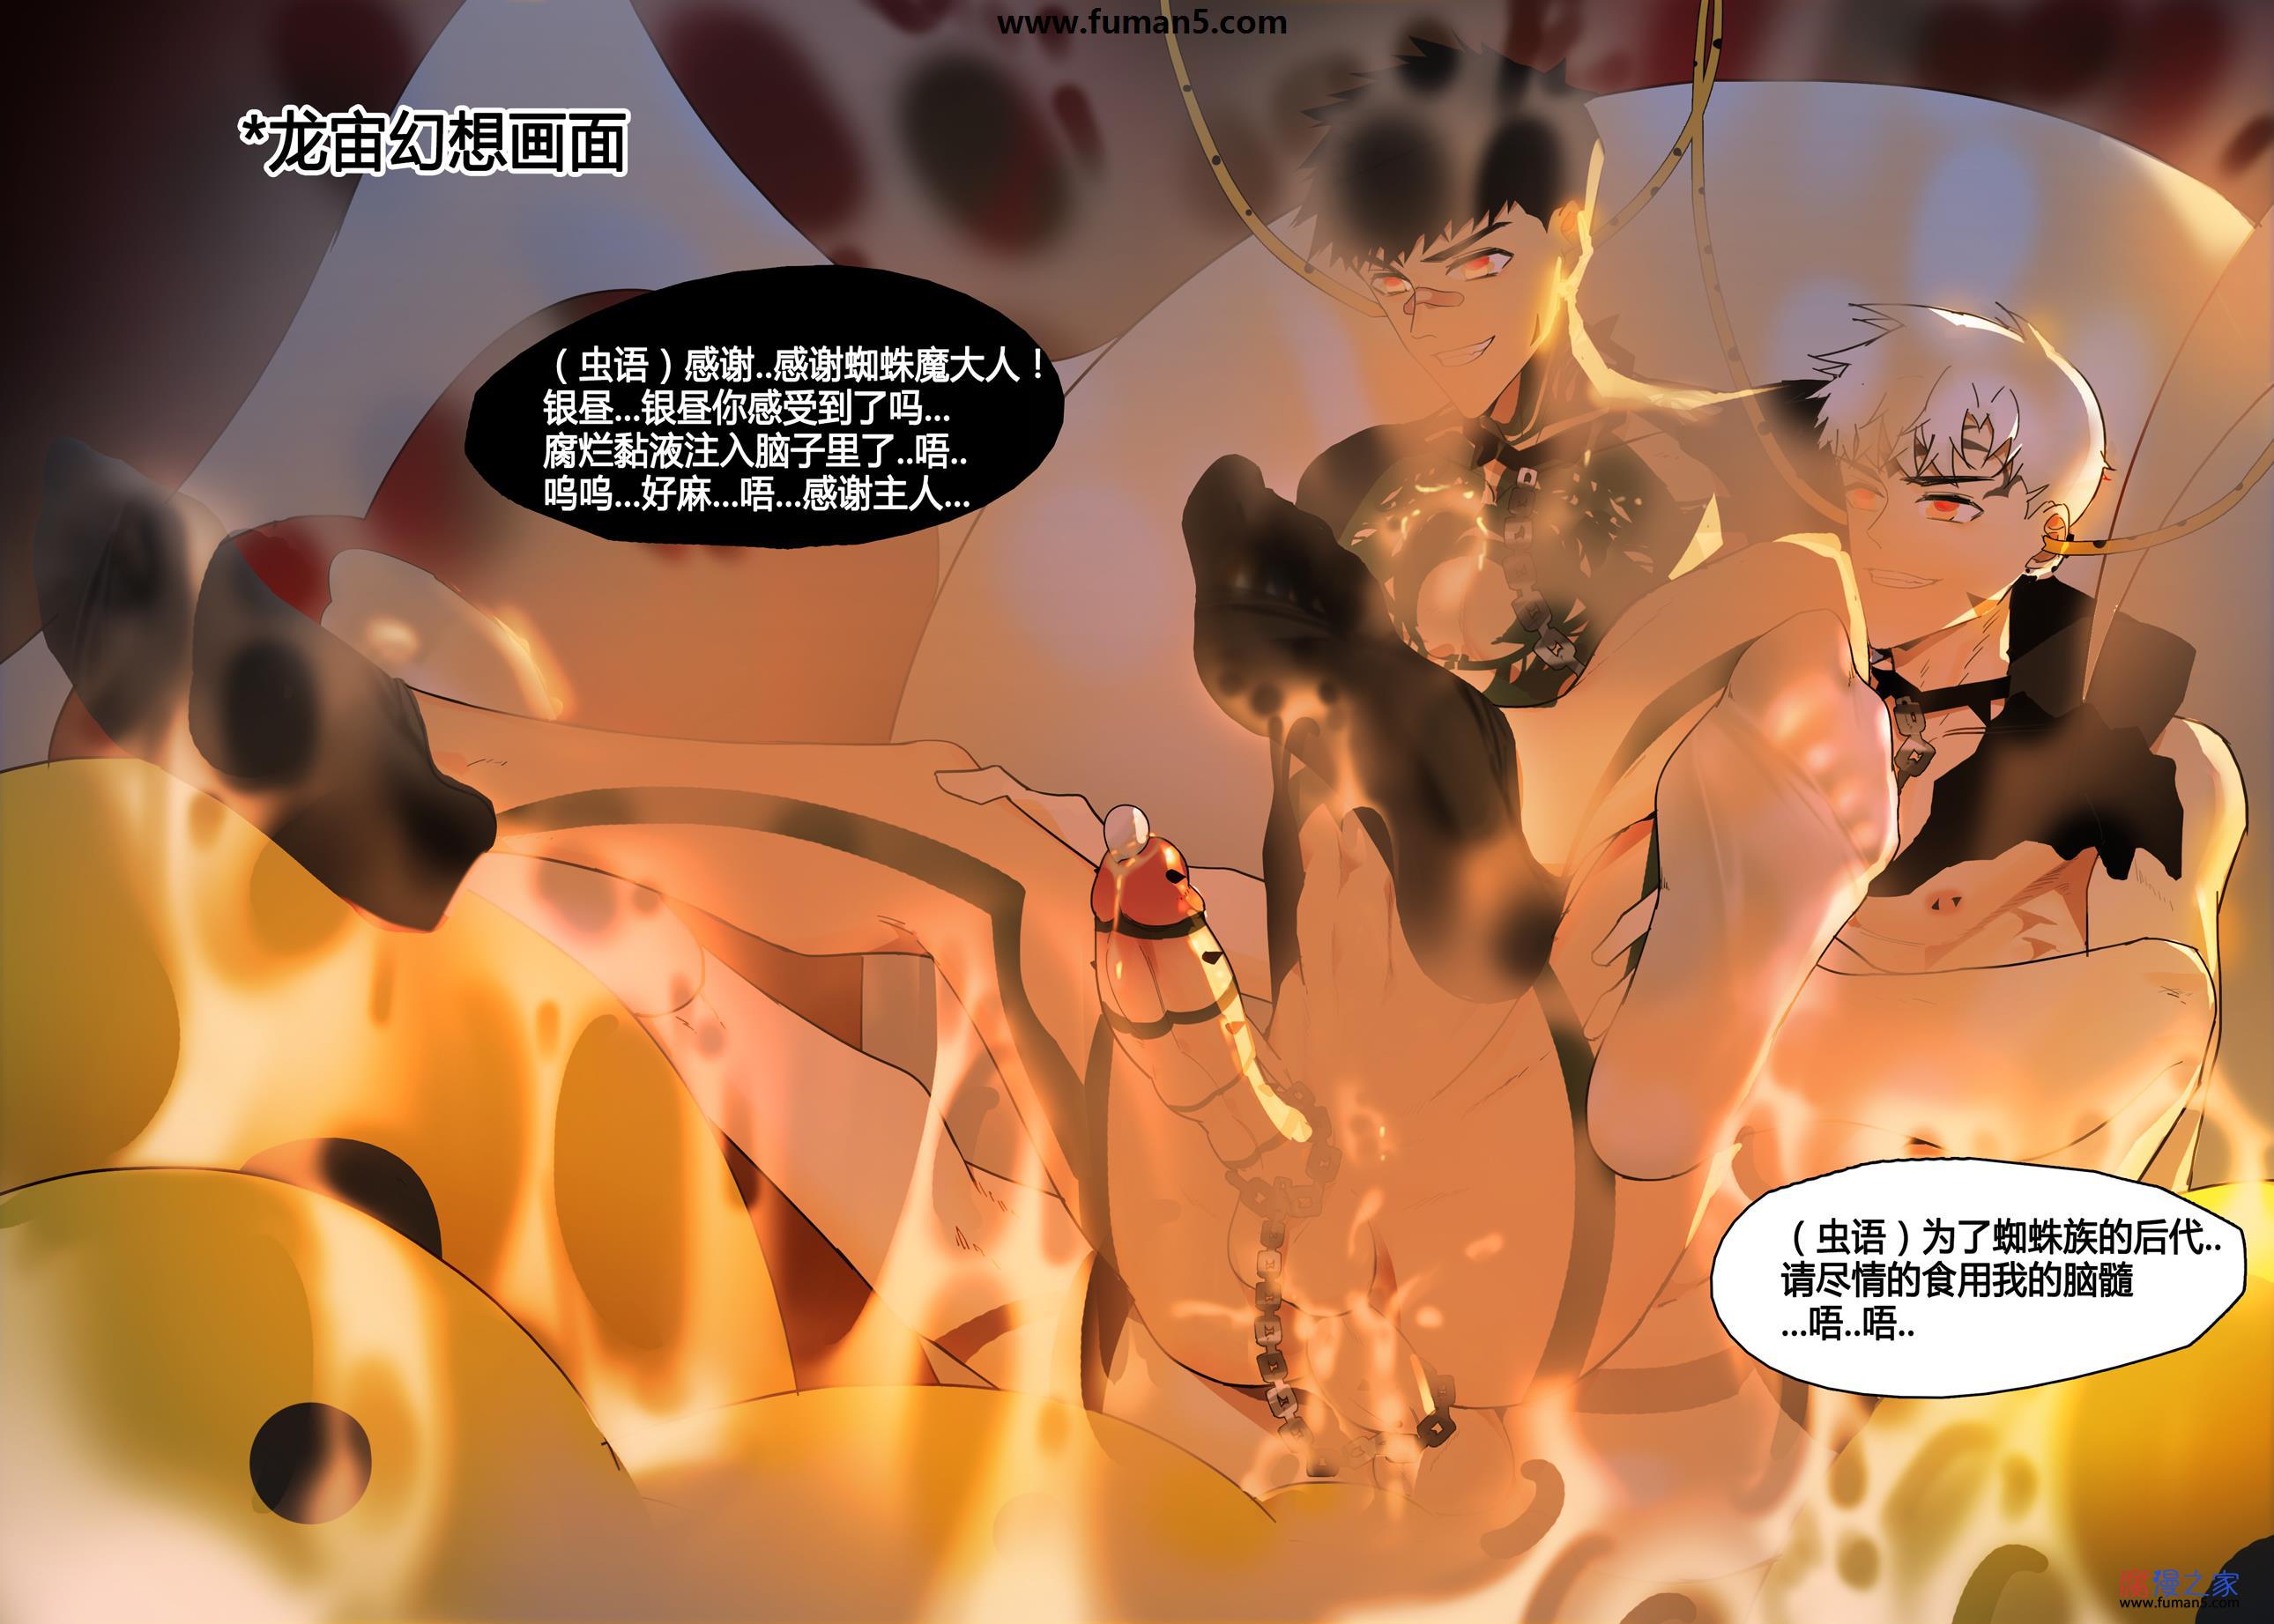 www.fuman5.com
*龙宙幻想画面
（虫语）感谢..感谢蜘蛛魔大人！
银昼...银昼你感受到了吗...
腐烂黏液注入脑子里了..唔..
呜呜...好麻...唔...感谢主人...
（虫语）为了蜘蛛族的后代..
请尽情的食用我的脑髓
...唔..唔..
腐漫之家
www.fuman5.com